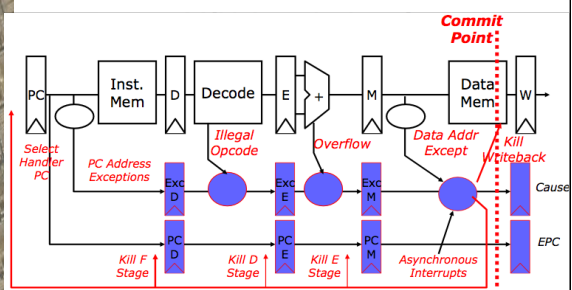 Commit
Point
PC
Inst.
Mem
D
Decode
E
+
M
Data
Mem
W
Select
Handler
PC
PC Address
Exceptions
Illegal
Opcode
Overflow
Data Addr
Except
Kill
Writeback
Exc
D
Exc
E
Exc
M
Cause
PC
D
PC
E
PC
M
EPC
Kill F
Stage
Kill D
Stage
Kill E
Stage
Asynchronous
Interrupts